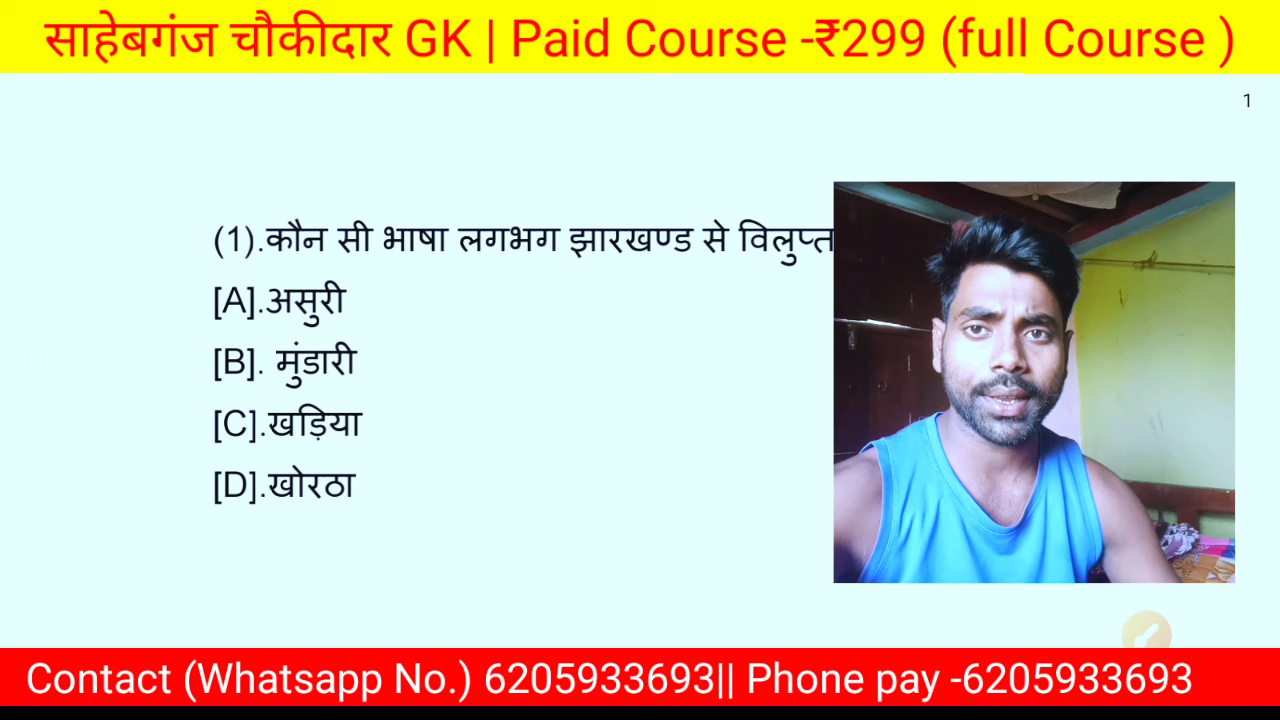 साहेबगंज चौकीदार GK | Paid Course -₹299 (full Course )
1
(1).कौन सी भाषा लगभग झारखण्ड से विलुप्त
[A].असुरी
[B]. मुंडारी
[C].खड़िया
[D].खोरठा
Contact (Whatsapp No.) 6205933693|| Phone pay -6205933693